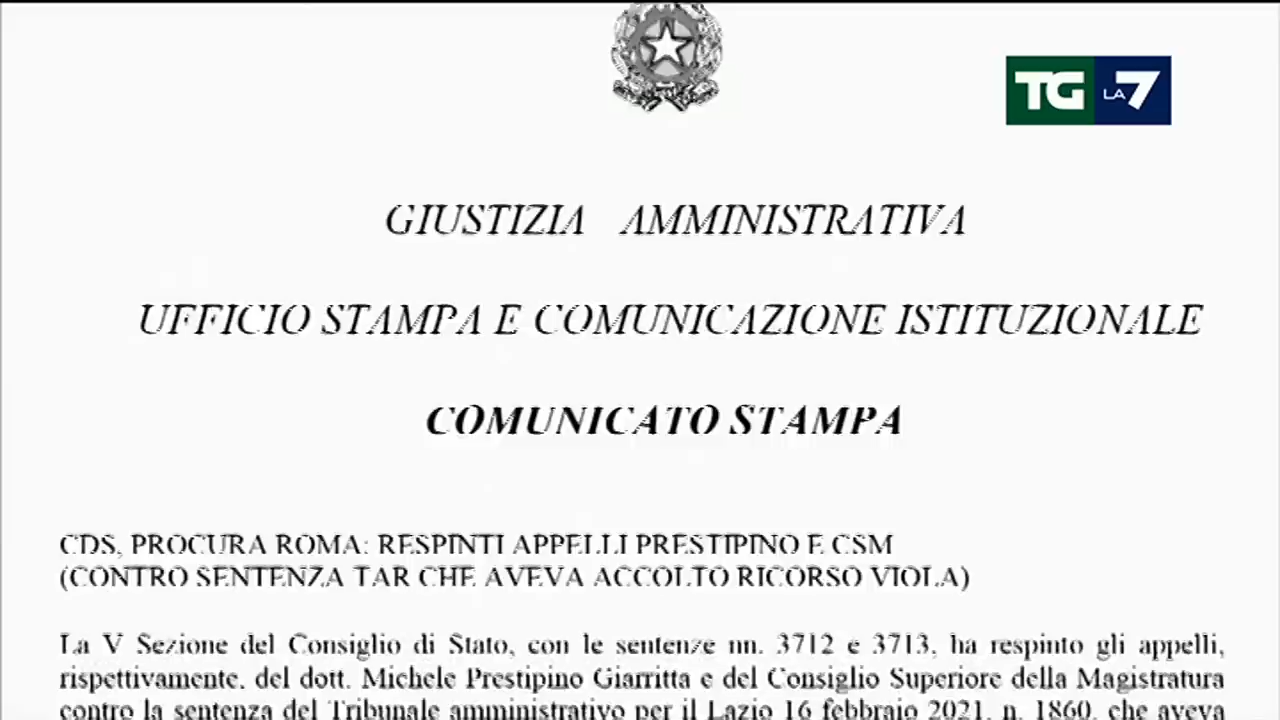 TG LA 7
GIUSTIZIA AMMINISTRATIVA
UFFICIO STAMPA E COMUNICAZIONE ISTITUZIONALE
COMUNICATO STAMPA
CDS, PROCURA ROMA: RESPINTI APPELLI PRESTIPINO E CSM
(CONTRO SENTENZA TAR CHE AVEVA ACCOLTO RICORSO VIOLA)
La V Sezione del Consiglio di Stato, con le sentenze nn. 3712 e 3713, ha respinto gli appelli,
rispettivamente, del dott. Michele Prestipino Giarritta e del Consiglio Superiore della Magistratura
contro la sentenza del Tribunale amministrativo per il Lazio 16 febbraio 2021, n. 1860, che aveva